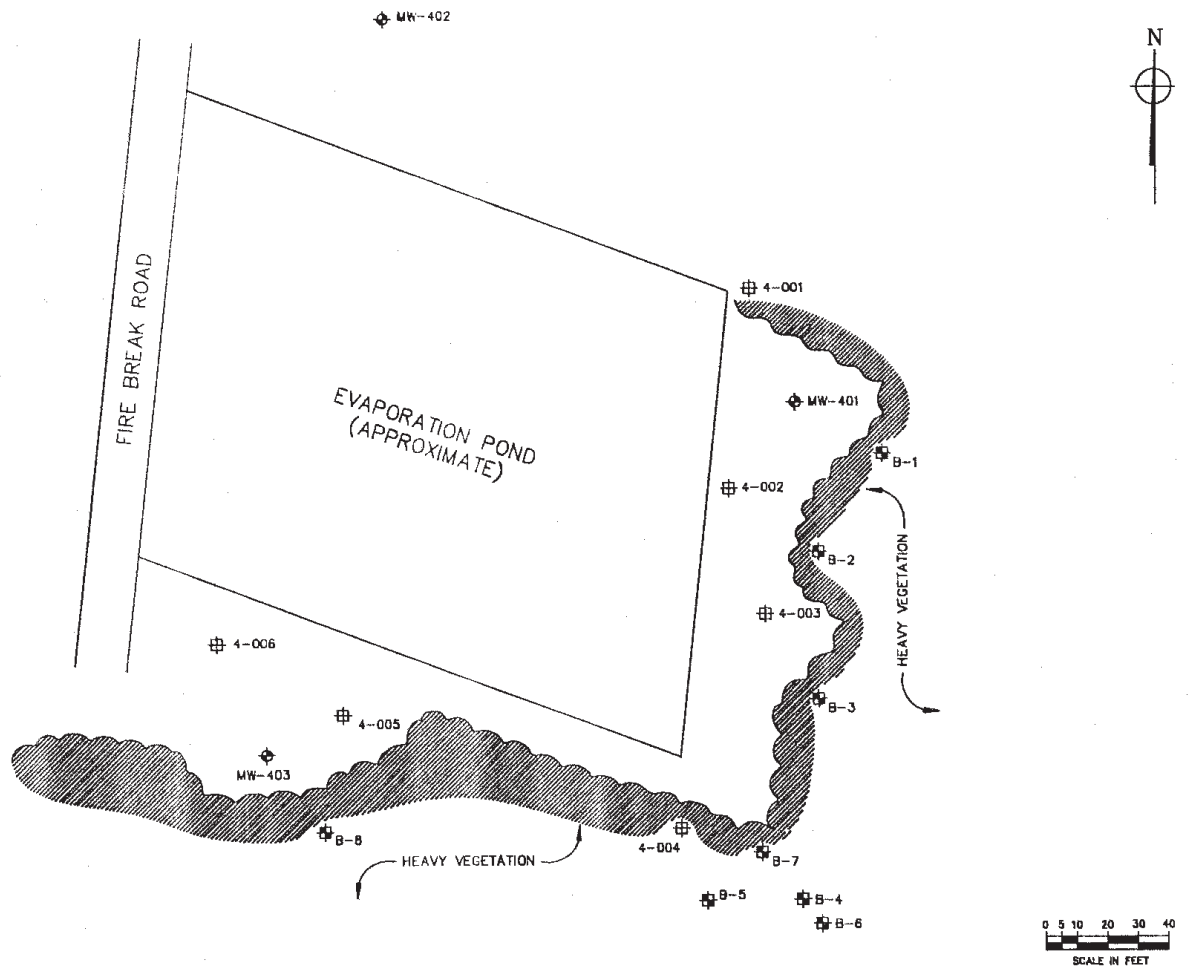 MW-402
N
4-001
FIRE BREAK ROAD
EVAPORATION POND
(APPROXIMATE)
MW-401
B-1
4-002
B-2
HEAVY VEGETATION
4-003
4-006
B-3
4-005
MW-403
B-8
4-004
HEAVY VEGETATION
B-7
B-5
B-4
B-6
0 5 10 20 30 40
SCALE IN FEET